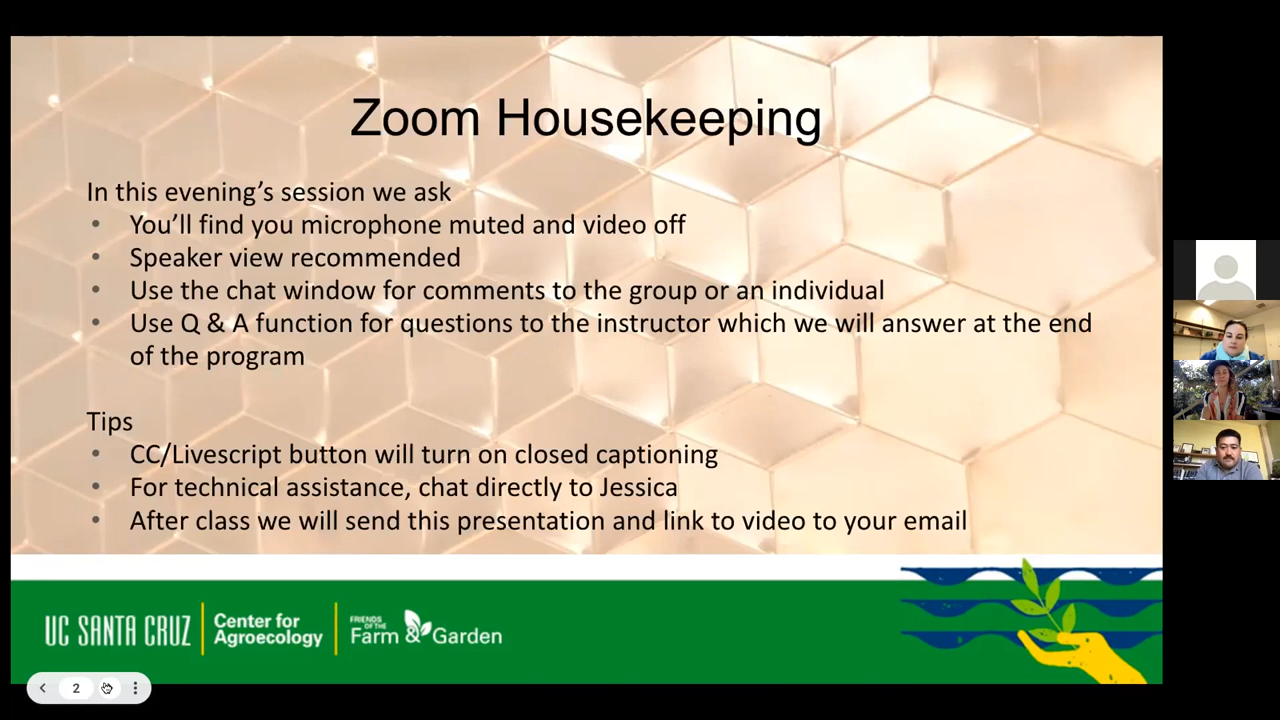 Zoom Housekeeping
In this evening's session we ask
• You'll find you microphone muted and video off
• Speaker view recommended
• Use the chat window for comments to the group or an individual
• Use Q & A function for questions to the instructor which we will answer at the end
of the program
Tips
• CC/Livescript button will turn on closed captioning
• For technical assistance, chat directly to Jessica
• After class we will send this presentation and link to video to your email
UC SANTA CRUZ
Center for
Agroecology
FRIENDS
OF THE
Farm & Garden
2